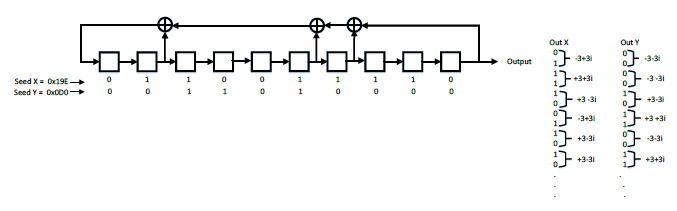 Output
Seed X = 0x19E
0 1 1 0 0 1 1 1 1 0
Seed Y = 0x0D0
0 0 1 1 0 1 0 0 0 0
Out X
0
1
-3+3i
1
1
+3+3i
1
0
+3 -3i
0
1
-3+3i
1
0
+3-3i
1
0
+3-3i
.
.
.
Out Y
0
0
-3-3i
0
0
-3 -3i
1
0
+3-3i
1
1
+3 +3i
0
0
-3-3i
1
1
+3+3i
.
.
.